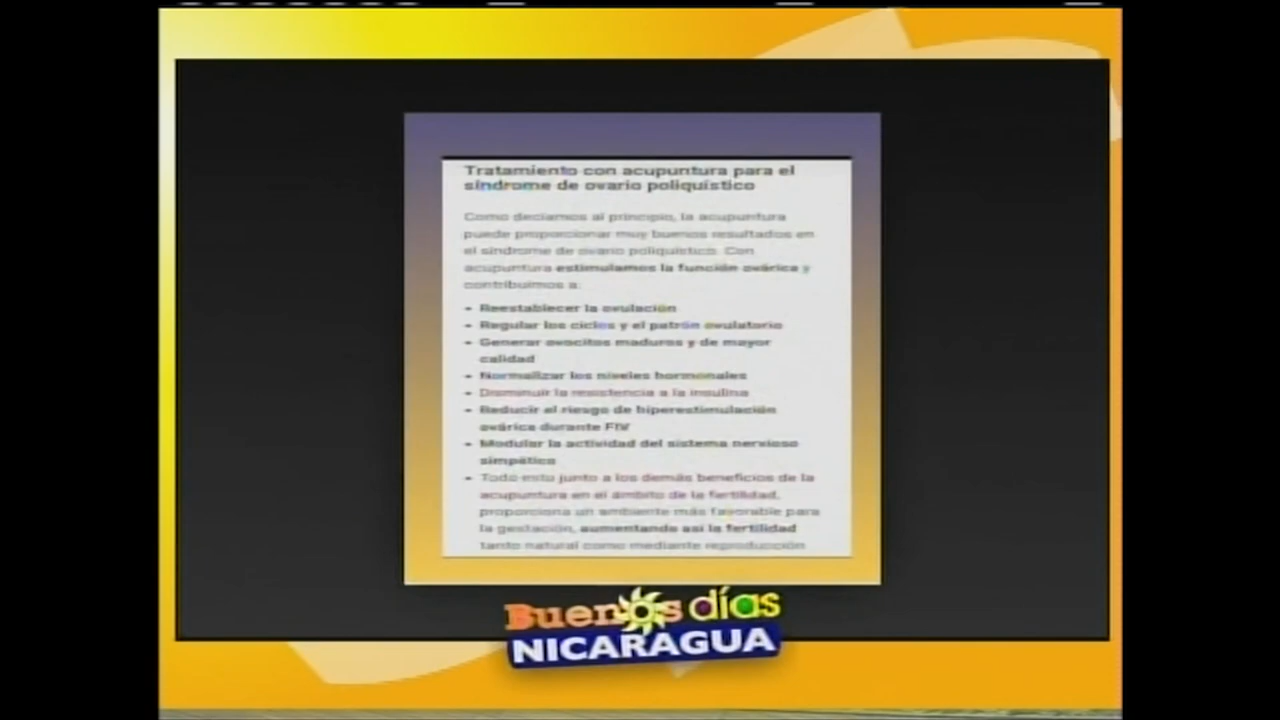 Tratamiento con acupuntura para el
síndrome de ovario poliquístico
Como decíamos al principio, la acupuntura
puede proporcionar muy buenos resultados en
el síndrome de ovario poliquístico. Con
acupuntura estimulamos la función ovárica y
contribuimos a:
- Reestablecer la ovulación
- Regular los ciclos y el patrón ovulatorio
- Generar ovocitos maduros y de mayor
calidad
- Normalizar los niveles hormonales
- Disminuir la resistencia a la insulina
- Reducir el riesgo de hiperestimulación
ovárica durante FIV
- Modular la actividad del sistema nervioso
simpático
- Todo esto junto a los demás beneficios de la
acupuntura en el ámbito de la fertilidad,
proporciona un ambiente más favorable para
la gestación, aumentando así la fertilidad
tanto natural como mediante reproducción
Buenos días
NICARAGUA